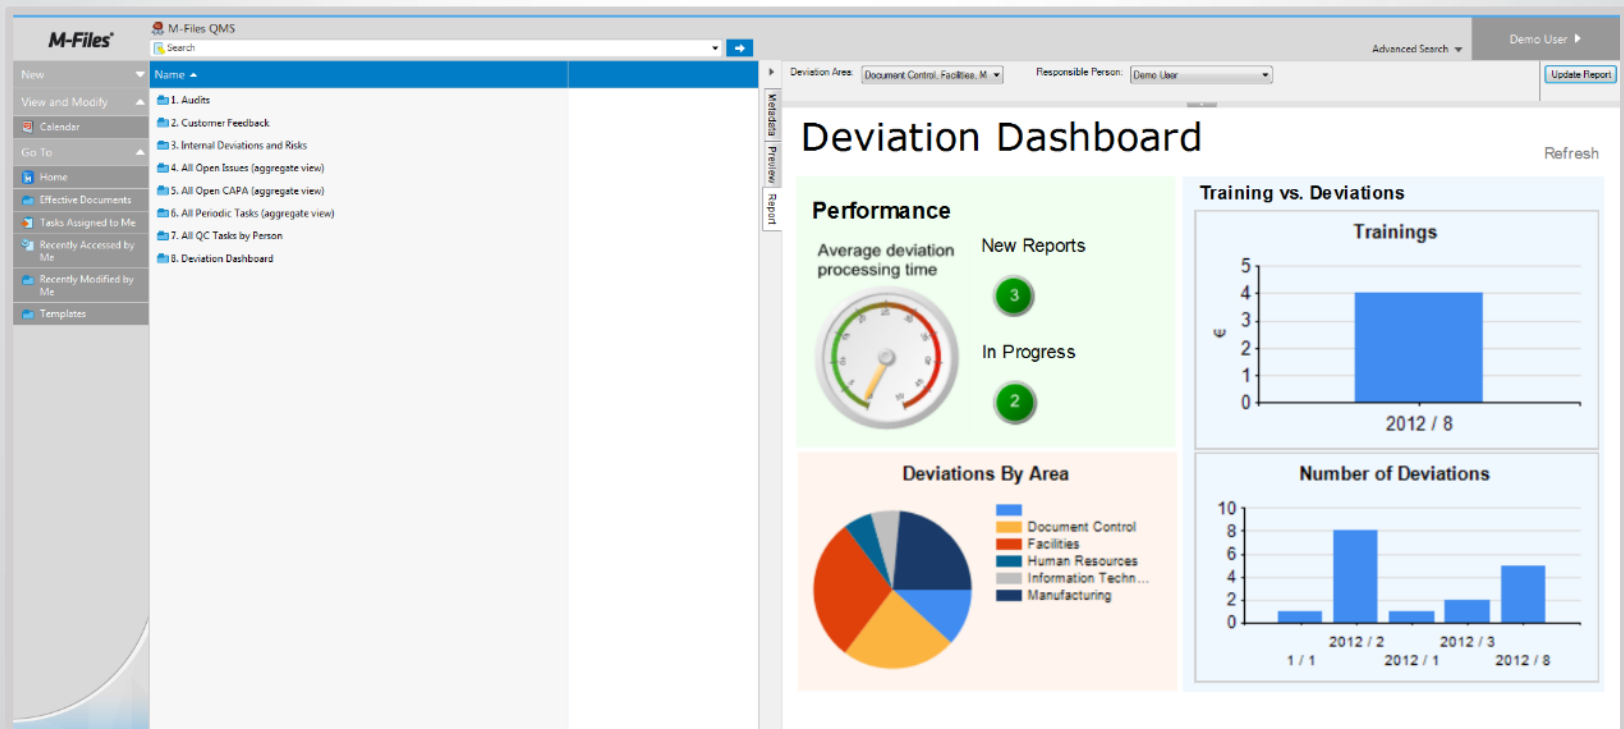 M-Files®
M-Files QMS
Search
Advanced Search
Demo User
New
View and Modify
Calendar
Go To
Home
Effective Documents
Tasks Assigned to Me
Recently Accessed by
Me
Recently Modified by
Me
Templates
Name
1. Audits
2. Customer Feedback
3. Internal Deviations and Risks
4. All Open Issues (aggregate view)
5. All Open CAPA (aggregate view)
6. All Periodic Tasks (aggregate view)
7. All QC Tasks by Person
8. Deviation Dashboard
Metadata
Preview
Report
Deviation Area:
Document Control, Facilities, M
Responsible Person:
Demo User
Update Report
Deviation Dashboard
Refresh
Performance
Average deviation
processing time
New Reports
3
In Progress
2
Training vs. Deviations
Trainings
5
4
3
2
1
0
€
2012 / 8
Deviations By Area
Document Control
Facilities
Human Resources
Information Techn...
Manufacturing
Number of Deviations
10
8
6
4
2
0
2012 / 2
2012 / 3
1 / 1
2012 / 1
2012 / 8